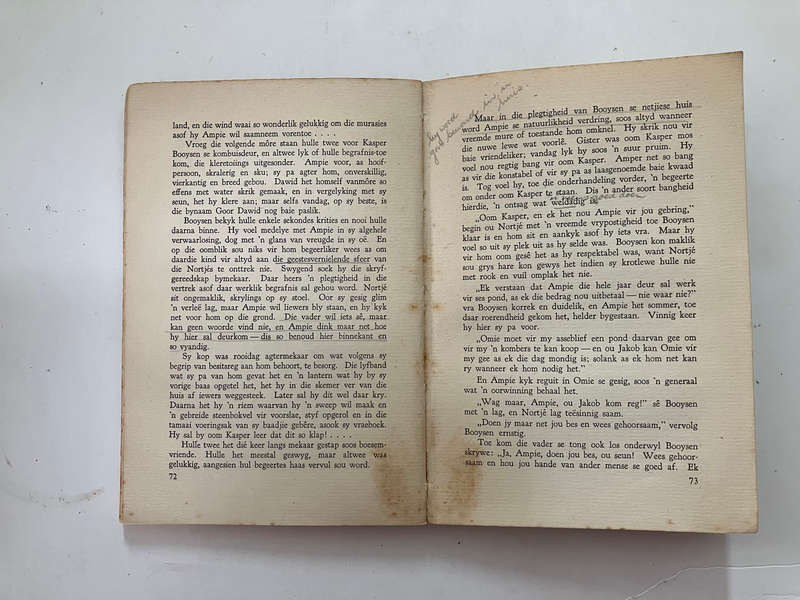 land, en die wind waai so wonderlik gelukkig om die murasies
asof hy Ampie wil saamneem vorentoe . . . .
Vroeg die volgende môre staan hulle twee voor Kasper
Booysen se kombuisdeur, en altwee lyk of hulle begrafnis-toe
kom, die kleretooings uitgesonder. Ampie voor, as hoof-
persoon, skralerig en sku; sy pa agter hom, onverskillig,
vierkantig en breed gebou. Dawid het homself vanmôre so
effens met water skrik gemaak, en in vergelyking met sy
seun, het hy klere aan; maar selfs vandag, op sy beste, is
die bynaam Goor Dawid nog baie paslik.
Booysen bekyk hulle enkele sekondes krities en nooi hulle
daarna binne. Hy voel medelye met Ampie in sy algehele
verwaarlosing, dog met 'n glans van vreugde in sy oë. En
op die oomblik sou niks vir hom begeerliker wees as om
daardie kind vir altyd aan die geestesvernielende sfeer van
die Nortjés te onttrek nie. Swygend soek hy die skryf-
gereedskap bymekaar. Daar heers 'n plegtigheid in die
vertrek asof daar werklik begrafnis sal gehou word. Nortjé
sit ongemaklik, skrylings op sy stoel. Oor sy gesig glim
'n verleë lag, maar Ampie wil liewers bly staan, en hy kyk
net voor hom op die grond. Die vader wil iets sê, maar
kan geen woorde vind nie, en Ampie dink maar net hoe
hy hier sal deurkom — dis so benoud hier binnekant en
so vyandig.
Sy kop was rooidag agtermekaar om wat volgens sy
begrip van besitsreg aan hom behoort, te besorg. Die lyfband
wat sy pa van hom gevat het en 'n lantern wat hy by sy
vorige baas opgetel het, het hy in die skemer ver van die
huis af iewers weggesteek. Later sal hy dít wel daar kry.
Daarna het hy 'n riem waarvan hy 'n sweep wil maak en
'n gebreide steenbokvel vir voorslae, styf opgerol en in die
tamaai voeringsak van sy baadjie gebêre, asook sy vraeboek.
Hy sal by oom Kasper leer dat dit so klap! . . . .
Hulle twee het dié keer langs mekaar gestap soos boesem-
vriende. Hulle het meestal geswyg, maar altwee was
gelukkig, aangesien hul begeertes haas vervul sou word.
72
Hy word
goed bewoond in in
huis
Maar in die plegtigheid van Booysen se netjiese huis
word Ampie se natuurlikheid verdring, soos altyd wanneer
vreemde mure of toestande hom omknel. Hy skrik nou vir
die nuwe lewe wat voorlê. Gister was oom Kasper mos
baie vriendeliker; vandag lyk hy soos 'n suur pruim. Hy
voel nou regtig bang vir oom Kasper. Amper net so bang
as vir die konstabel of vir sy pa as laasgenoemde baie kwaad
is. Tog voel hy, toe die onderhandeling vorder, 'n begeerte
om onder oom Kasper te staan. Dis 'n ander soort bangheid
hierdie, 'n ontsag wat weldadig is.
goed doen
„Oom Kasper, en ek het nou Ampie vir jou gebring,"
begin ou Nortjé met 'n vreemde vrypostigheid toe Booysen
klaar is en hom sit en aankyk asof hy iets vra. Maar hy
voel so uit sy plek uit as hy selde was. Booysen kon maklik
vir hom oom gesê het as hy respektabel was, want Nortjé
sou grys hare kon gewys het indien sy krotlewe hulle nie
met rook en vuil omplak het nie.
„Ek verstaan dat Ampie die hele jaar deur sal werk
vir ses pond, as ek die bedrag nou uitbetaal — nie waar nie?"
vra Booysen korrek en duidelik, en Ampie het sommer, toe
daar roerendheid gekom het, helder bygestaan. Vinnig keer
hy hier sy pa voor.
„Omie moet vir my asseblief een pond daarvan gee om
vir my 'n kombers te kan koop — en ou Jakob kan Omie vir
my gee as ek die dag mondig is; solank as ek hom net kan
ry wanneer ek hom nodig het."
En Ampie kyk reguit in Omie se gesig, soos 'n generaal
wat 'n oorwinning behaal het.
„Wag maar, Ampie, ou Jakob kom reg!" sê Booysen
met 'n lag, en Nortjé lag teësinnig saam.
„Doen jy maar net jou bes en wees gehoorsaam," vervolg
Booysen ernstig.
Toe kom die vader se tong ook los onderwyl Booysen
skrywe: „Ja, Ampie, doen jou bes, ou seun! Wees gehoor-
saam en hou jou hande van ander mense se goed af. Ek
73